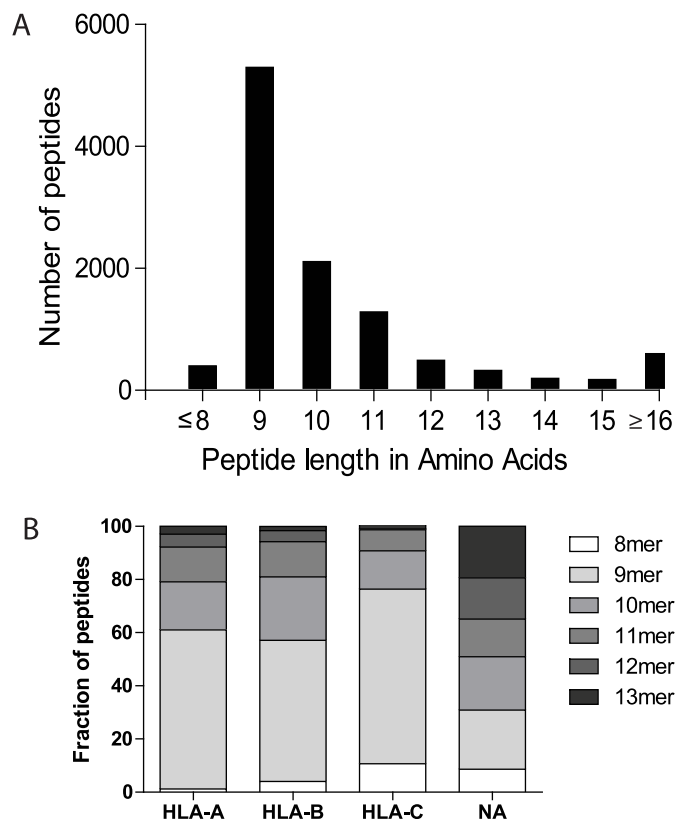 A
Number of peptides
6000
4000
2000
0
≤8 9 10 11 12 13 14 15 ≥16
Peptide length in Amino Acids
B
Fraction of peptides
100
80
60
40
20
0
HLA-A HLA-B HLA-C NA
8mer
9mer
10mer
11mer
12mer
13mer